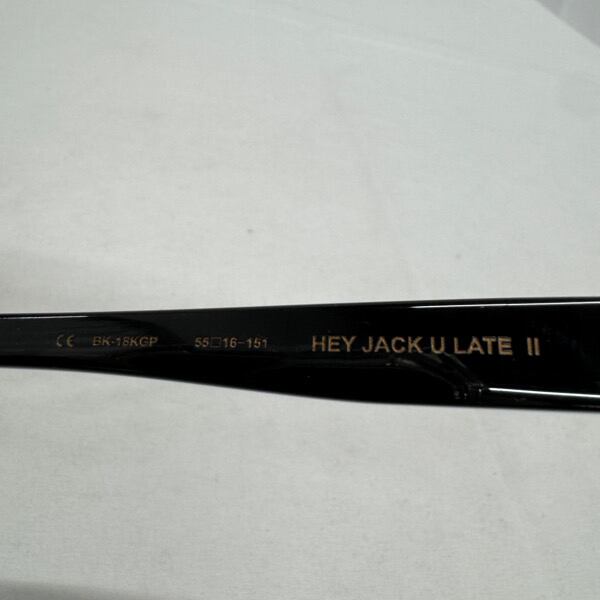 CE BK-18KGP 55□16-151 HEY JACK U LATE II